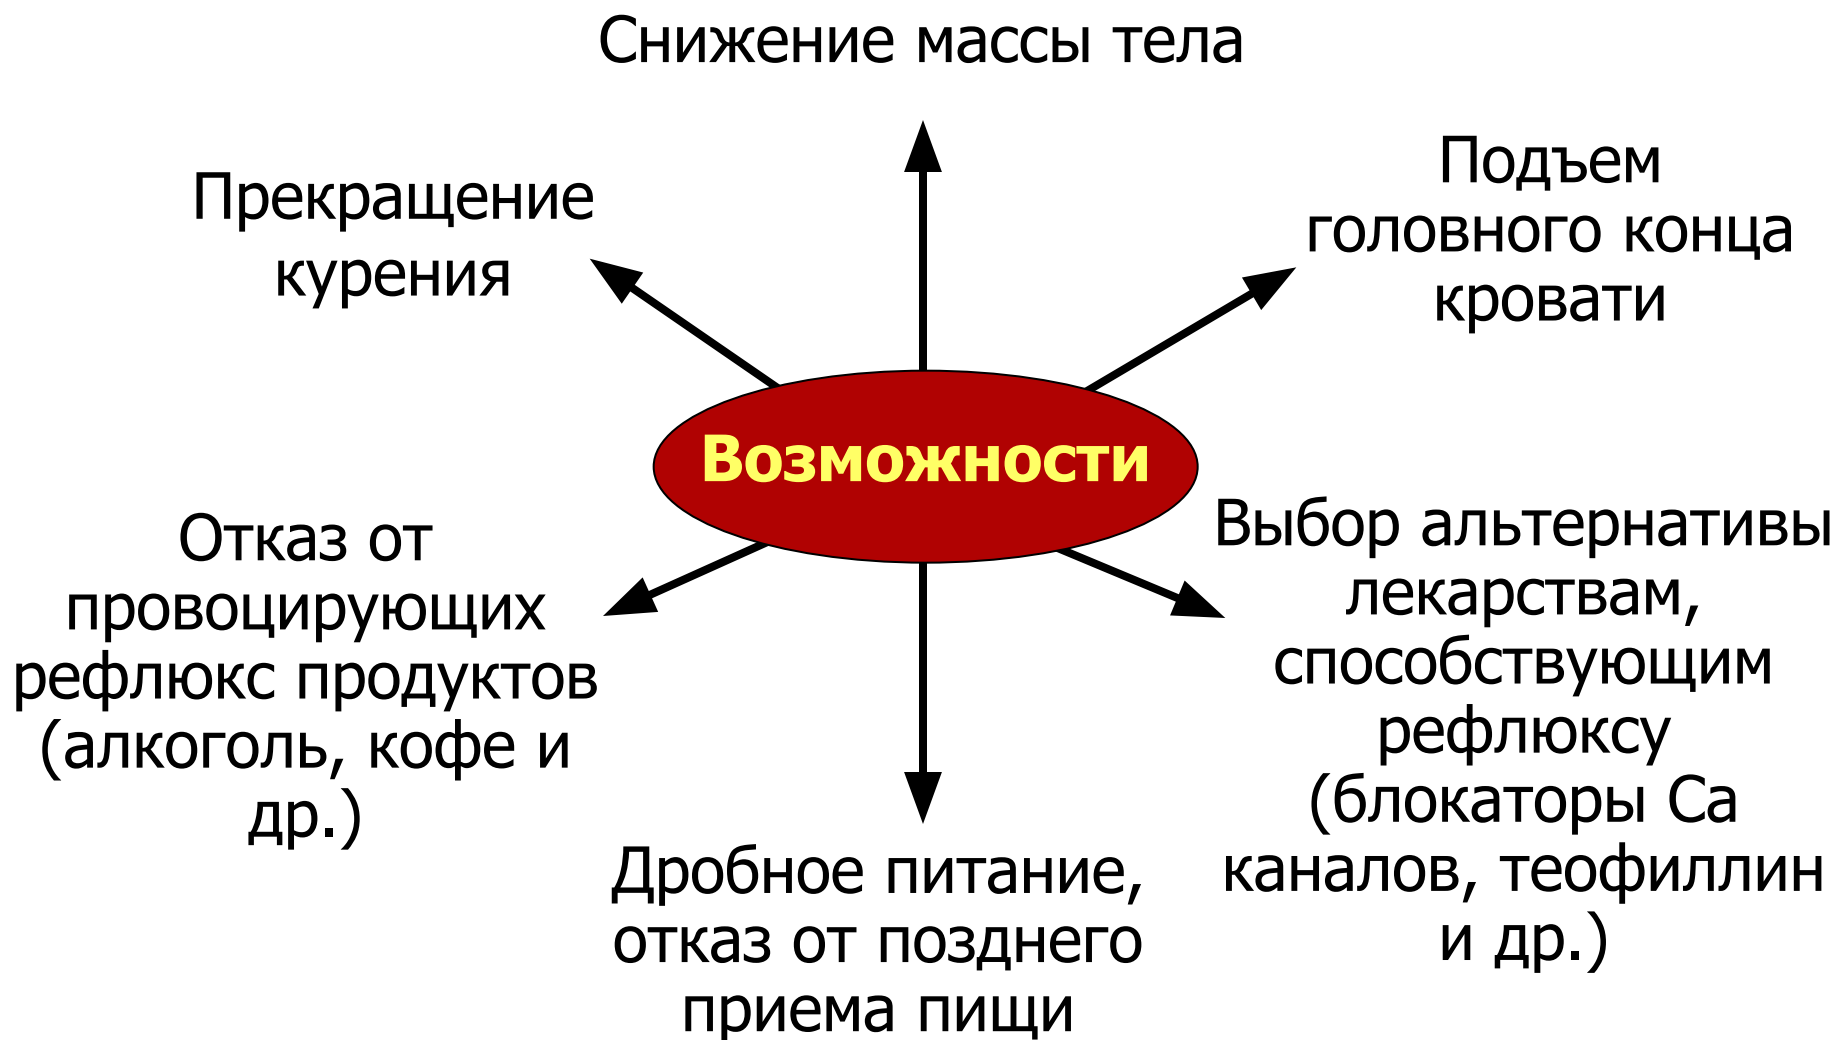 Снижение массы тела
Прекращение
курения
Подъем
головного конца
кровати
Возможности
Отказ от
провоцирующих
рефлюкс продуктов
(алкоголь, кофе и
др.)
Выбор альтернативы
лекарствам,
способствующим
рефлюксу
(блокаторы Са
каналов, теофиллин
и др.)
Дробное питание,
отказ от позднего
приема пищи